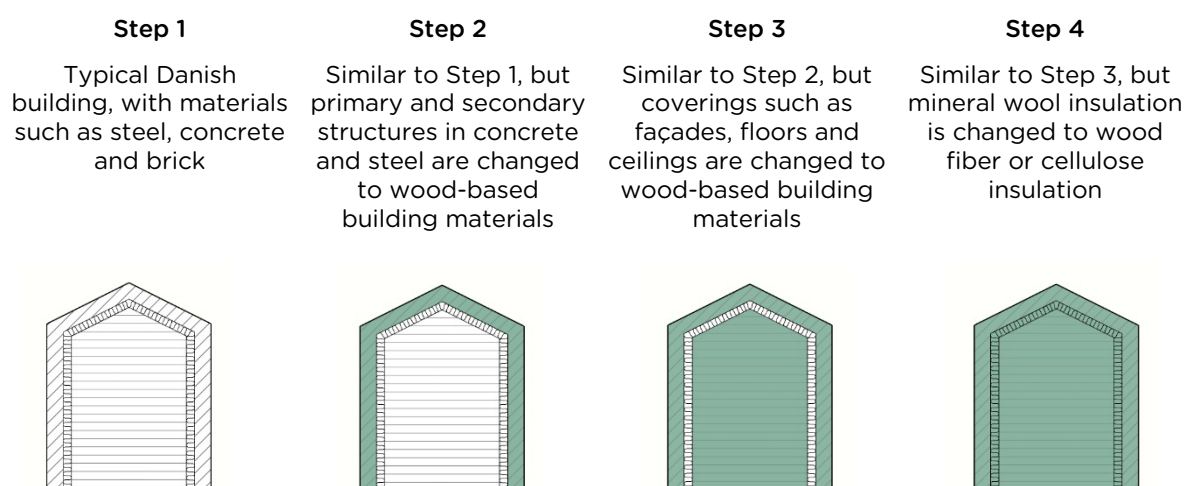 Step 1
Typical Danish
building, with materials
such as steel, concrete
and brick
Step 2
Similar to Step 1, but
primary and secondary
structures in concrete
and steel are changed
to wood-based
building materials
Step 3
Similar to Step 2, but
coverings such as
façades, floors and
ceilings are changed to
wood-based building
materials
Step 4
Similar to Step 3, but
mineral wool insulation
is changed to wood
fiber or cellulose
insulation